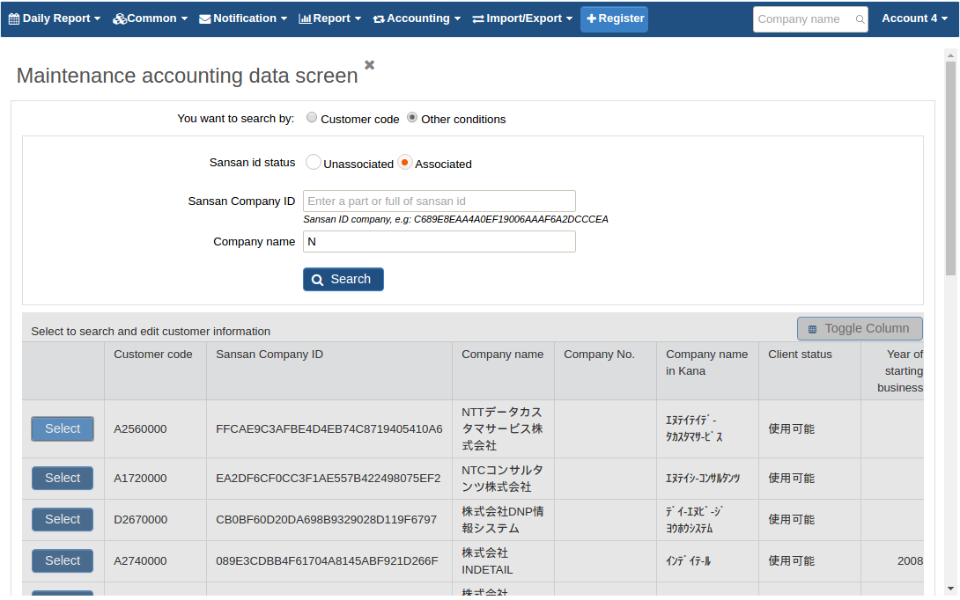 Daily Report Common Notification Report Accounting Import/Export Register Company name Account 4
Maintenance accounting data screen
You want to search by: Customer code Other conditions
Sansan id status Unassociated Associated
Sansan Company ID Enter a part or full of sansan id
Sansan ID company, e.g: C689E8EAA4A0EF19006AAAF6A2DCCCEA
Company name N
Search
Select to search and edit customer information Toggle Column
Customer code Sansan Company ID Company name Company No. Company name Client status Year of
in Kana starting
business
NTTデータカス
Select A2560000 FFCAE9C3AFBE4D4EB74C8719405410A6 タマサービス株 ｴﾇﾃｲﾃｲﾃﾞｰ 使用可能
式会社 ﾀｶｽﾀﾏｻｰﾋﾞｽ
NTCコンサルタ
Select A1720000 EA2DF6CF0CC3F1AE557B422498075EF2 ンツ株式会社 ｴﾇﾃｲｼｰｺﾝｻﾙﾀﾝﾂ 使用可能
株式会社DNP情 ﾃﾞｲｰｴﾇﾋﾟｰｼﾞ
Select D2670000 CB0BF60D20DA698B9329028D119F6797 報システム ﾖｳﾎｳｼｽﾃﾑ 使用可能
株式会社
Select A2740000 089E3CDBB4F61704A8145ABF921D266F INDETAIL ｲﾝﾃﾞｲﾃｰﾙ 使用可能 2008
株式会社